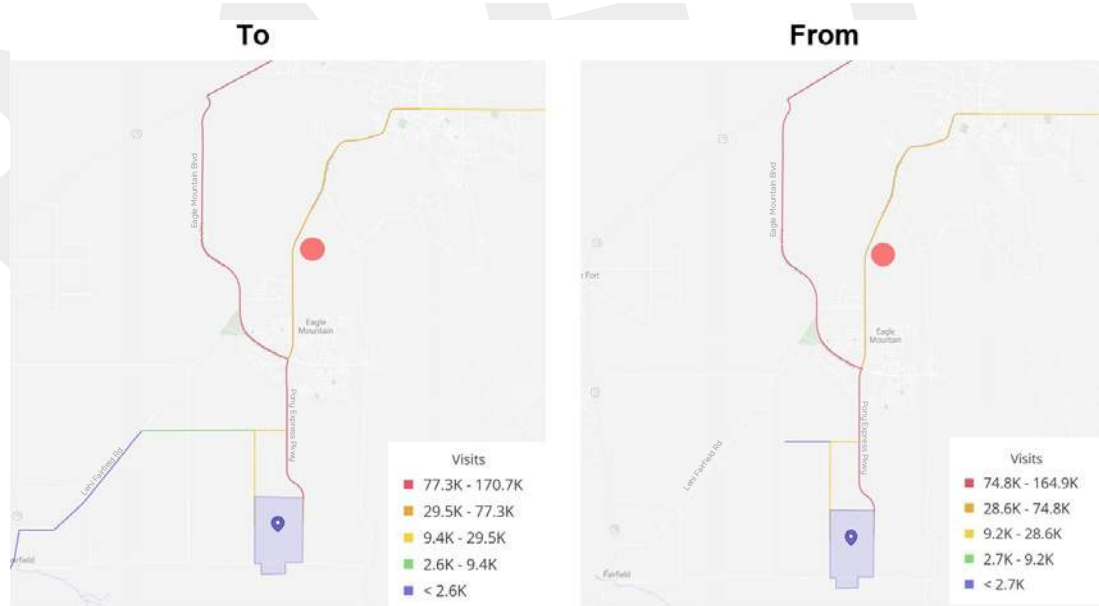 To
From
Eagle Mountain Blvd
Eagle
Mountain
Pony Express Pkwy
Lehi Fairfield Rd
Visits
77.3K - 170.7K
29.5K - 77.3K
9.4K - 29.5K
2.6K - 9.4K
< 2.6K
Eagle Mountain Blvd
r Fort
Eagle
Mountain
Pony Express Pkwy
Lehi Fairfield Rd
Fairfield
Visits
74.8K - 164.9K
28.6K - 74.8K
9.2K - 28.6K
2.7K - 9.2K
< 2.7K